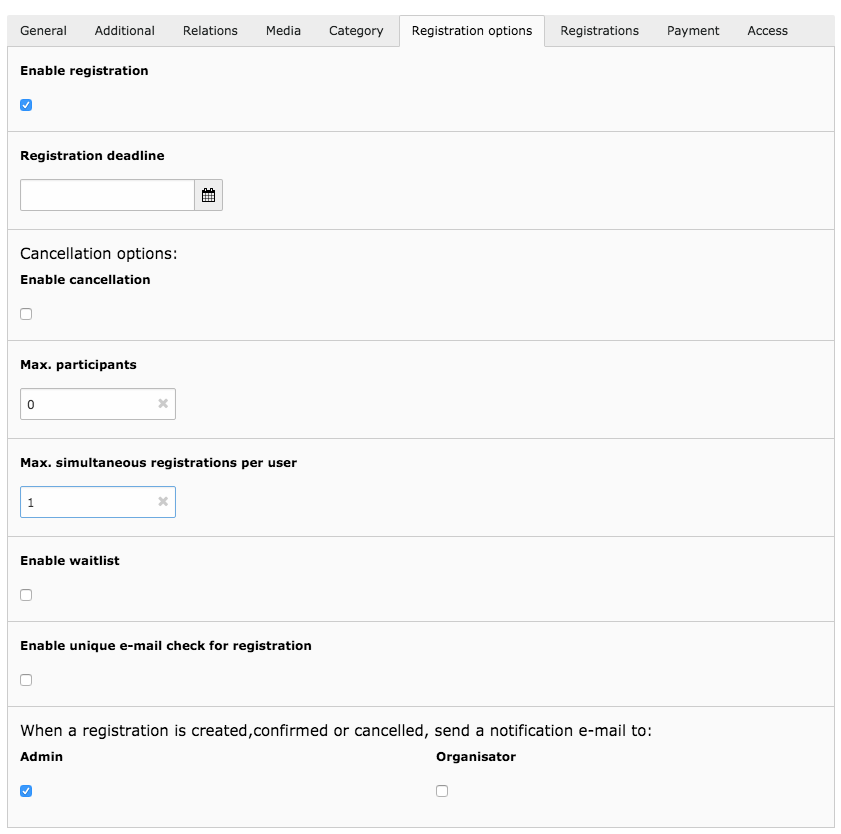 General Additional Relations Media Category Registration options Registrations Payment Access
Enable registration
Registration deadline
Cancellation options:
Enable cancellation
Max. participants
0
Max. simultaneous registrations per user
1
Enable waitlist
Enable unique e-mail check for registration
When a registration is created,confirmed or cancelled, send a notification e-mail to:
Admin Organisator